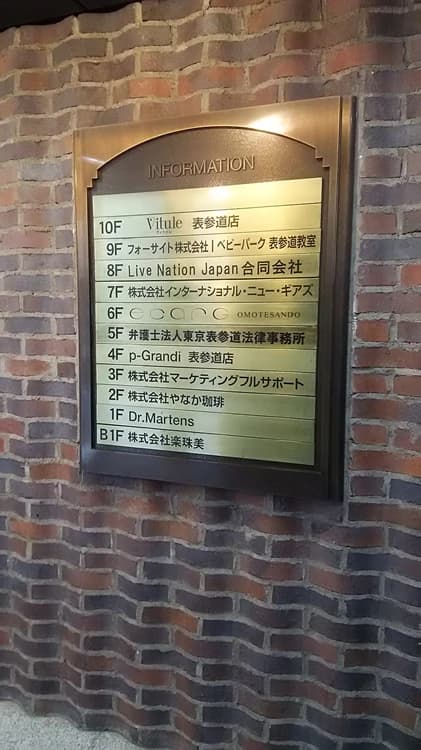 INFORMATION
10F Vitule 表参道店
9F フォーサイト株式会社 | ベビーパーク 表参道教室
8F Live Nation Japan合同会社
7F 株式会社インターナショナル・ニュー・ギアズ
6F ecarg OMOTESANDO
5F 弁護士法人東京表参道法律事務所
4F p-Grandi 表参道店
3F 株式会社マーケティングフルサポート
2F 株式会社やなか珈琲
1F Dr.Martens
B1F 株式会社楽珠美